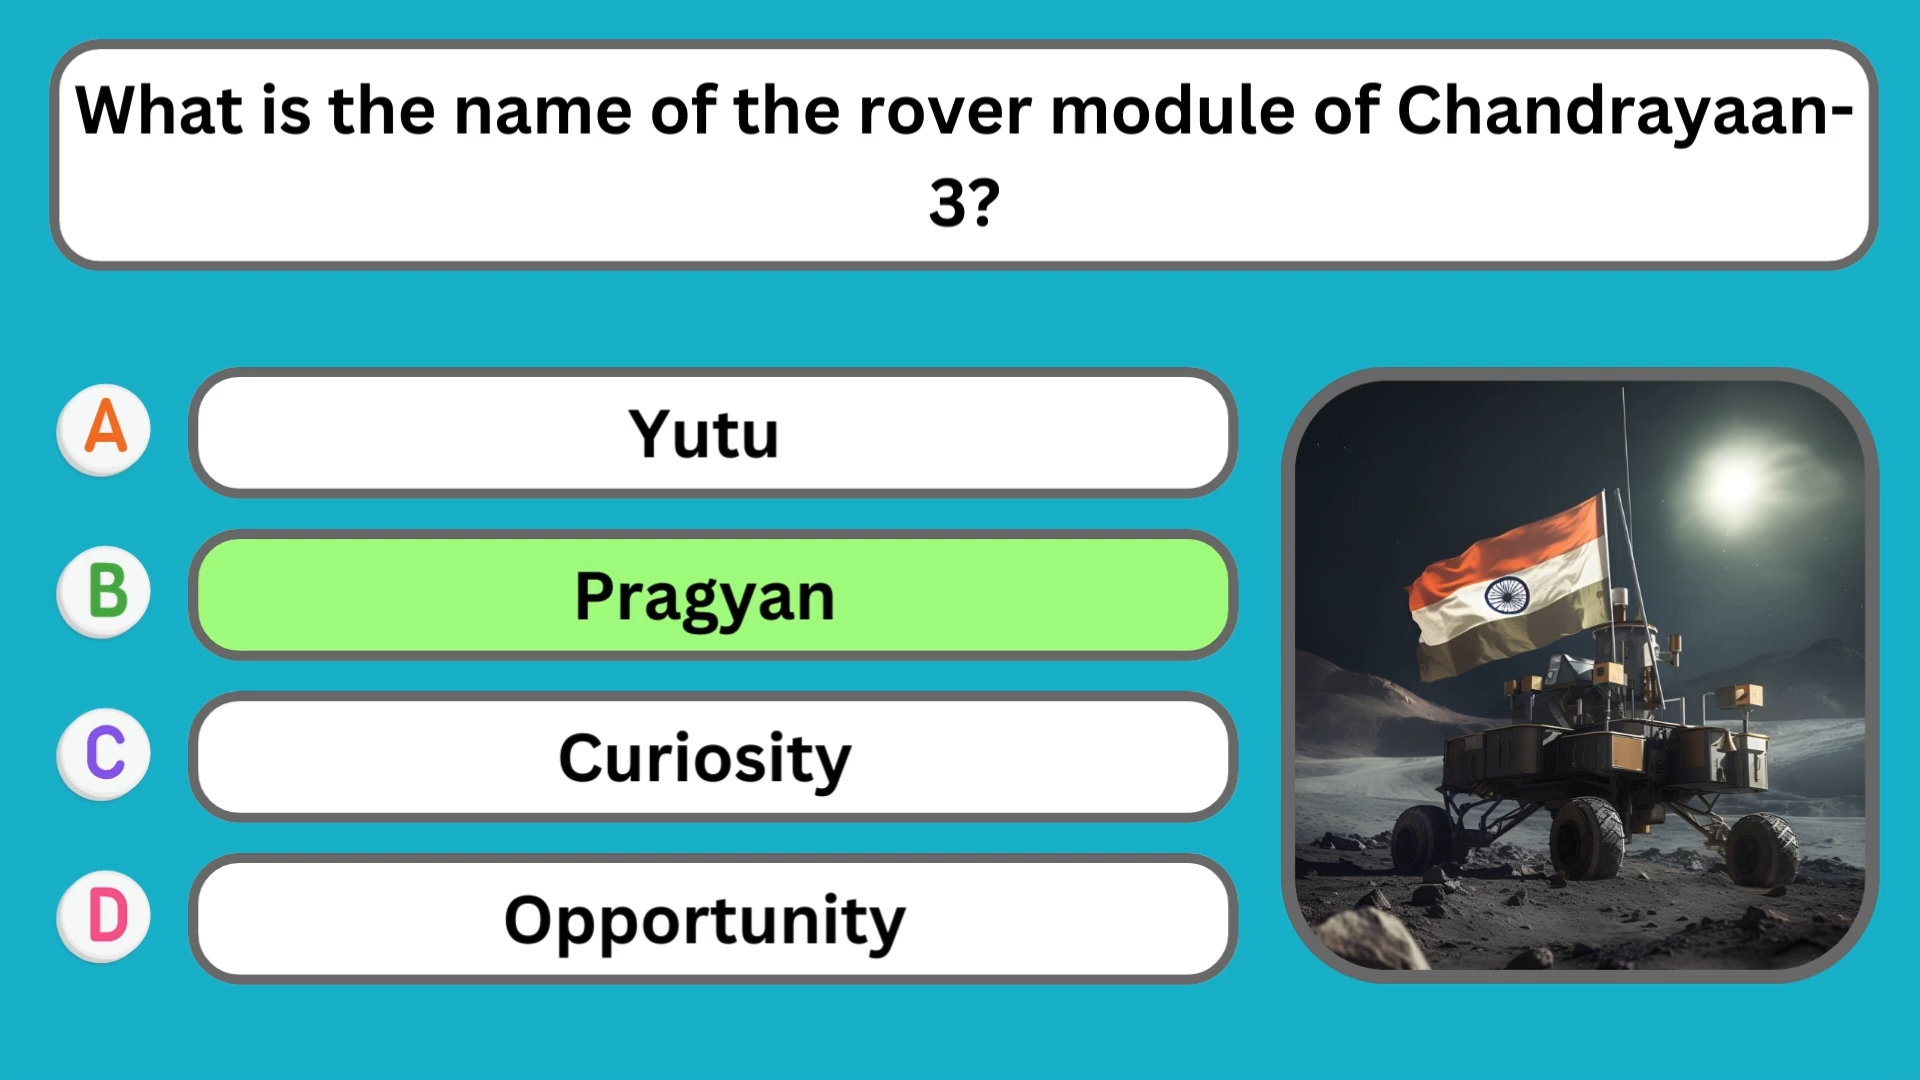 What is the name of the rover module of Chandrayaan-
3?
A
Yutu
B
Pragyan
C
Curiosity
D
Opportunity